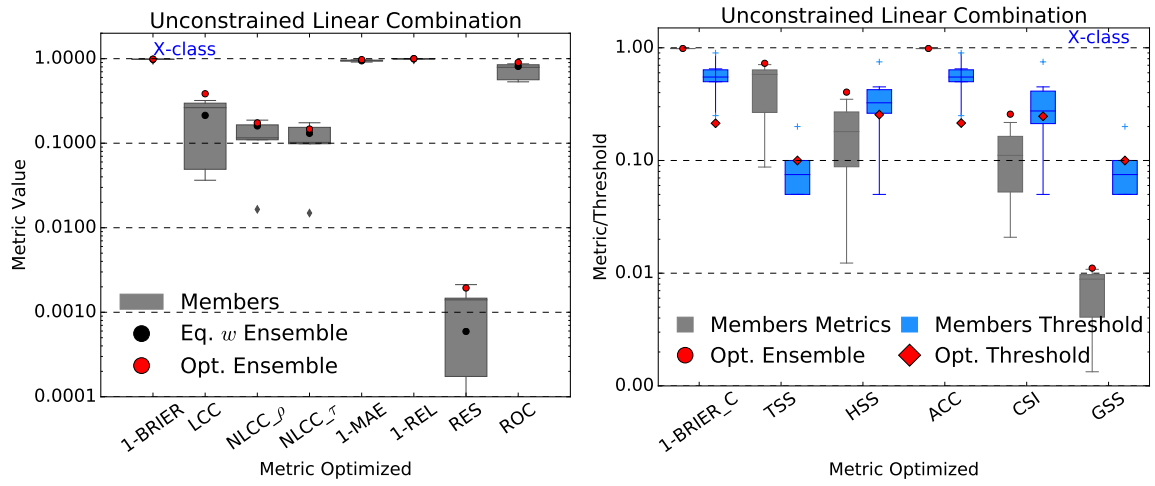 Unconstrained Linear Combination
X-class
Metric Value
1.0000
0.1000
0.0100
0.0010
0.0001
Members
Eq. w Ensemble
Opt. Ensemble
1-BRIER
LCC
NLCC_ρ
NLCC_τ
1-MAE
1-REL
RES
ROC
Metric Optimized
Unconstrained Linear Combination
X-class
Metric/Threshold
1.00
0.10
0.01
0.00
Members Metrics
Members Threshold
Opt. Ensemble
Opt. Threshold
1-BRIER_C
TSS
HSS
ACC
CSI
GSS
Metric Optimized